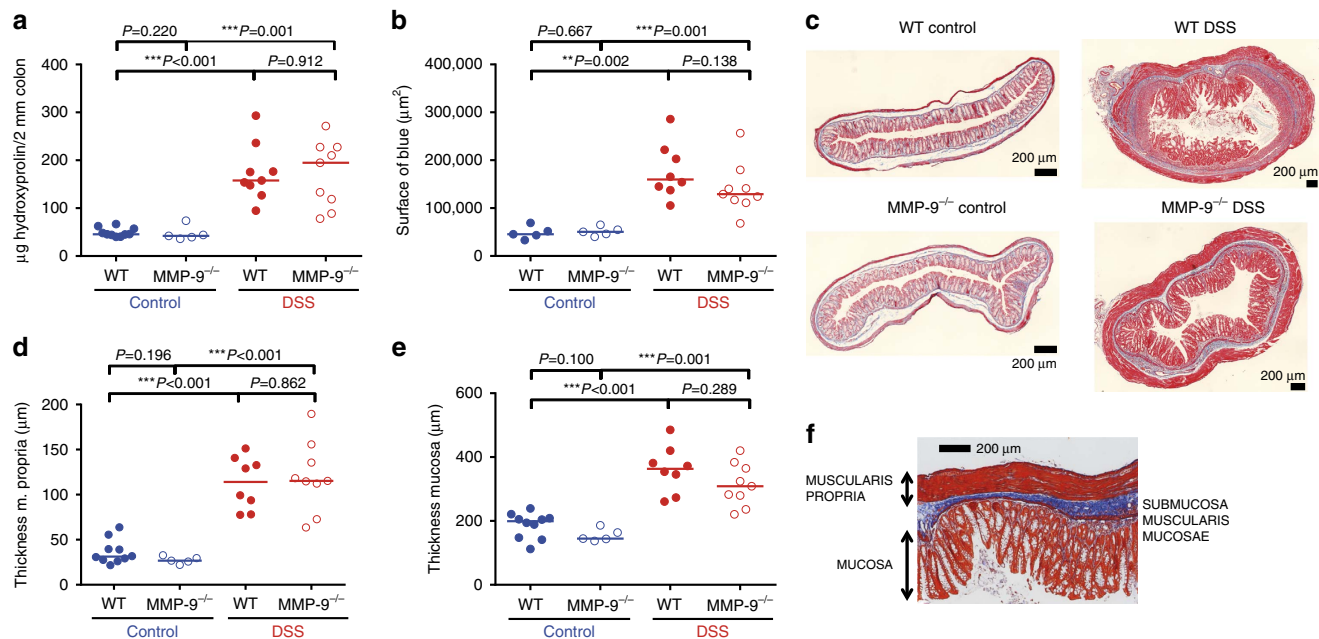 a
P=0.220
***P=0.001
***P<0.001
P=0.912
µg hydroxyprolin/2 mm colon
400
300
200
100
0
WT
MMP-9⁻/⁻
WT
MMP-9⁻/⁻
Control
DSS
b
P=0.667
***P=0.001
**P=0.002
P=0.138
Surface of blue (µm²)
400,000
300,000
200,000
100,000
0
WT
MMP-9⁻/⁻
WT
MMP-9⁻/⁻
Control
DSS
c
WT control
200 µm
WT DSS
200 µm
MMP-9⁻/⁻ control
200 µm
MMP-9⁻/⁻ DSS
200 µm
d
P=0.196
***P<0.001
***P<0.001
P=0.862
Thickness m. propria (µm)
200
150
100
50
0
WT
MMP-9⁻/⁻
WT
MMP-9⁻/⁻
Control
DSS
e
P=0.100
***P=0.001
***P<0.001
P=0.289
Thickness mucosa (µm)
600
400
200
0
WT
MMP-9⁻/⁻
WT
MMP-9⁻/⁻
Control
DSS
f
200 µm
MUSCULARIS
PROPRIA
MUCOSA
SUBMUCOSA
MUSCULARIS
MUCOSAE